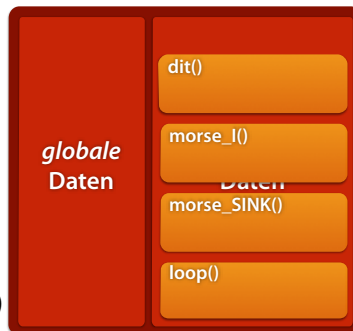 globale
Daten
dit()
morse_I()
Daten
morse_SINK()
loop()
)